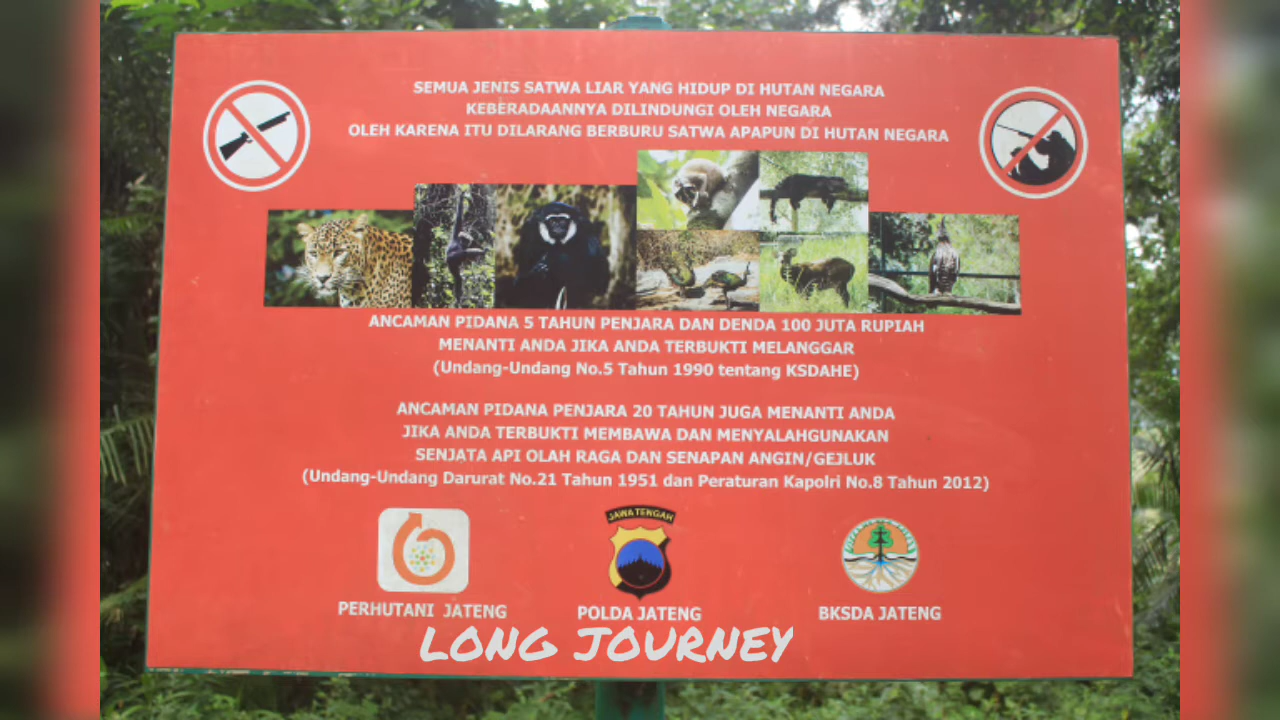 SEMUA JENIS SATWA LIAR YANG HIDUP DI HUTAN NEGARA
KEBERADAANNYA DILINDUNGI OLEH NEGARA
OLEH KARENA ITU DILARANG BERBURU SATWA APAPUN DI HUTAN NEGARA
ANCAMAN PIDANA 5 TAHUN PENJARA DAN DENDA 100 JUTA RUPIAH
MENANTI ANDA JIKA ANDA TERBUKTI MELANGGAR
(Undang-Undang No.5 Tahun 1990 tentang KSDAHE)
ANCAMAN PIDANA PENJARA 20 TAHUN JUGA MENANTI ANDA
JIKA ANDA TERBUKTI MEMBAWA DAN MENYALAHGUNAKAN
SENJATA API OLAH RAGA DAN SENAPAN ANGIN/GEJLUK
(Undang-Undang Darurat No.21 Tahun 1951 dan Peraturan Kapolri No.8 Tahun 2012)
JAWA TENGAH
PERHUTANI JATENG
POLDA JATENG
BKSDA JATENG
LONG JOURNEY